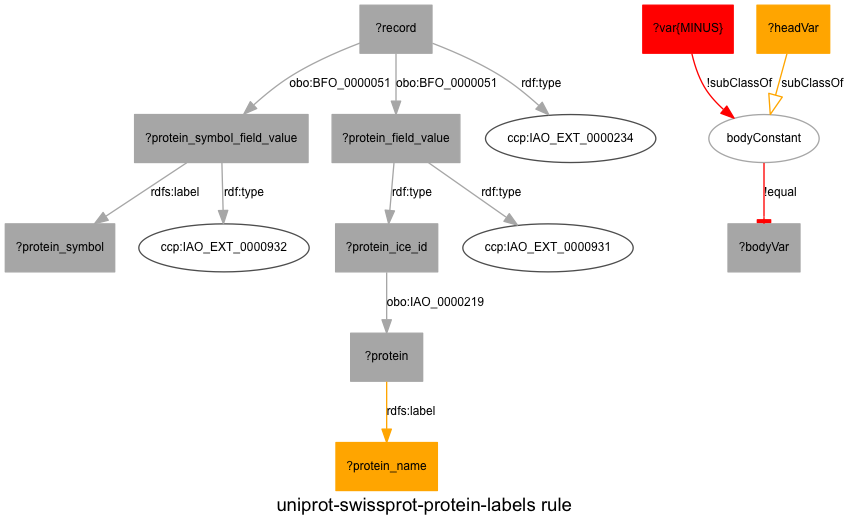 ?record
?var{MINUS}
?headVar
obo:BFO_0000051
obo:BFO_0000051
rdf:type
!subClassOf
subClassOf
?protein_symbol_field_value
?protein_field_value
ccp:IAO_EXT_0000234
bodyConstant
rdfs:label
rdf:type
rdf:type
rdf:type
!equal
?protein_symbol
ccp:IAO_EXT_0000932
?protein_ice_id
ccp:IAO_EXT_0000931
?bodyVar
obo:IAO_0000219
?protein
rdfs:label
?protein_name
uniprot-swissprot-protein-labels rule